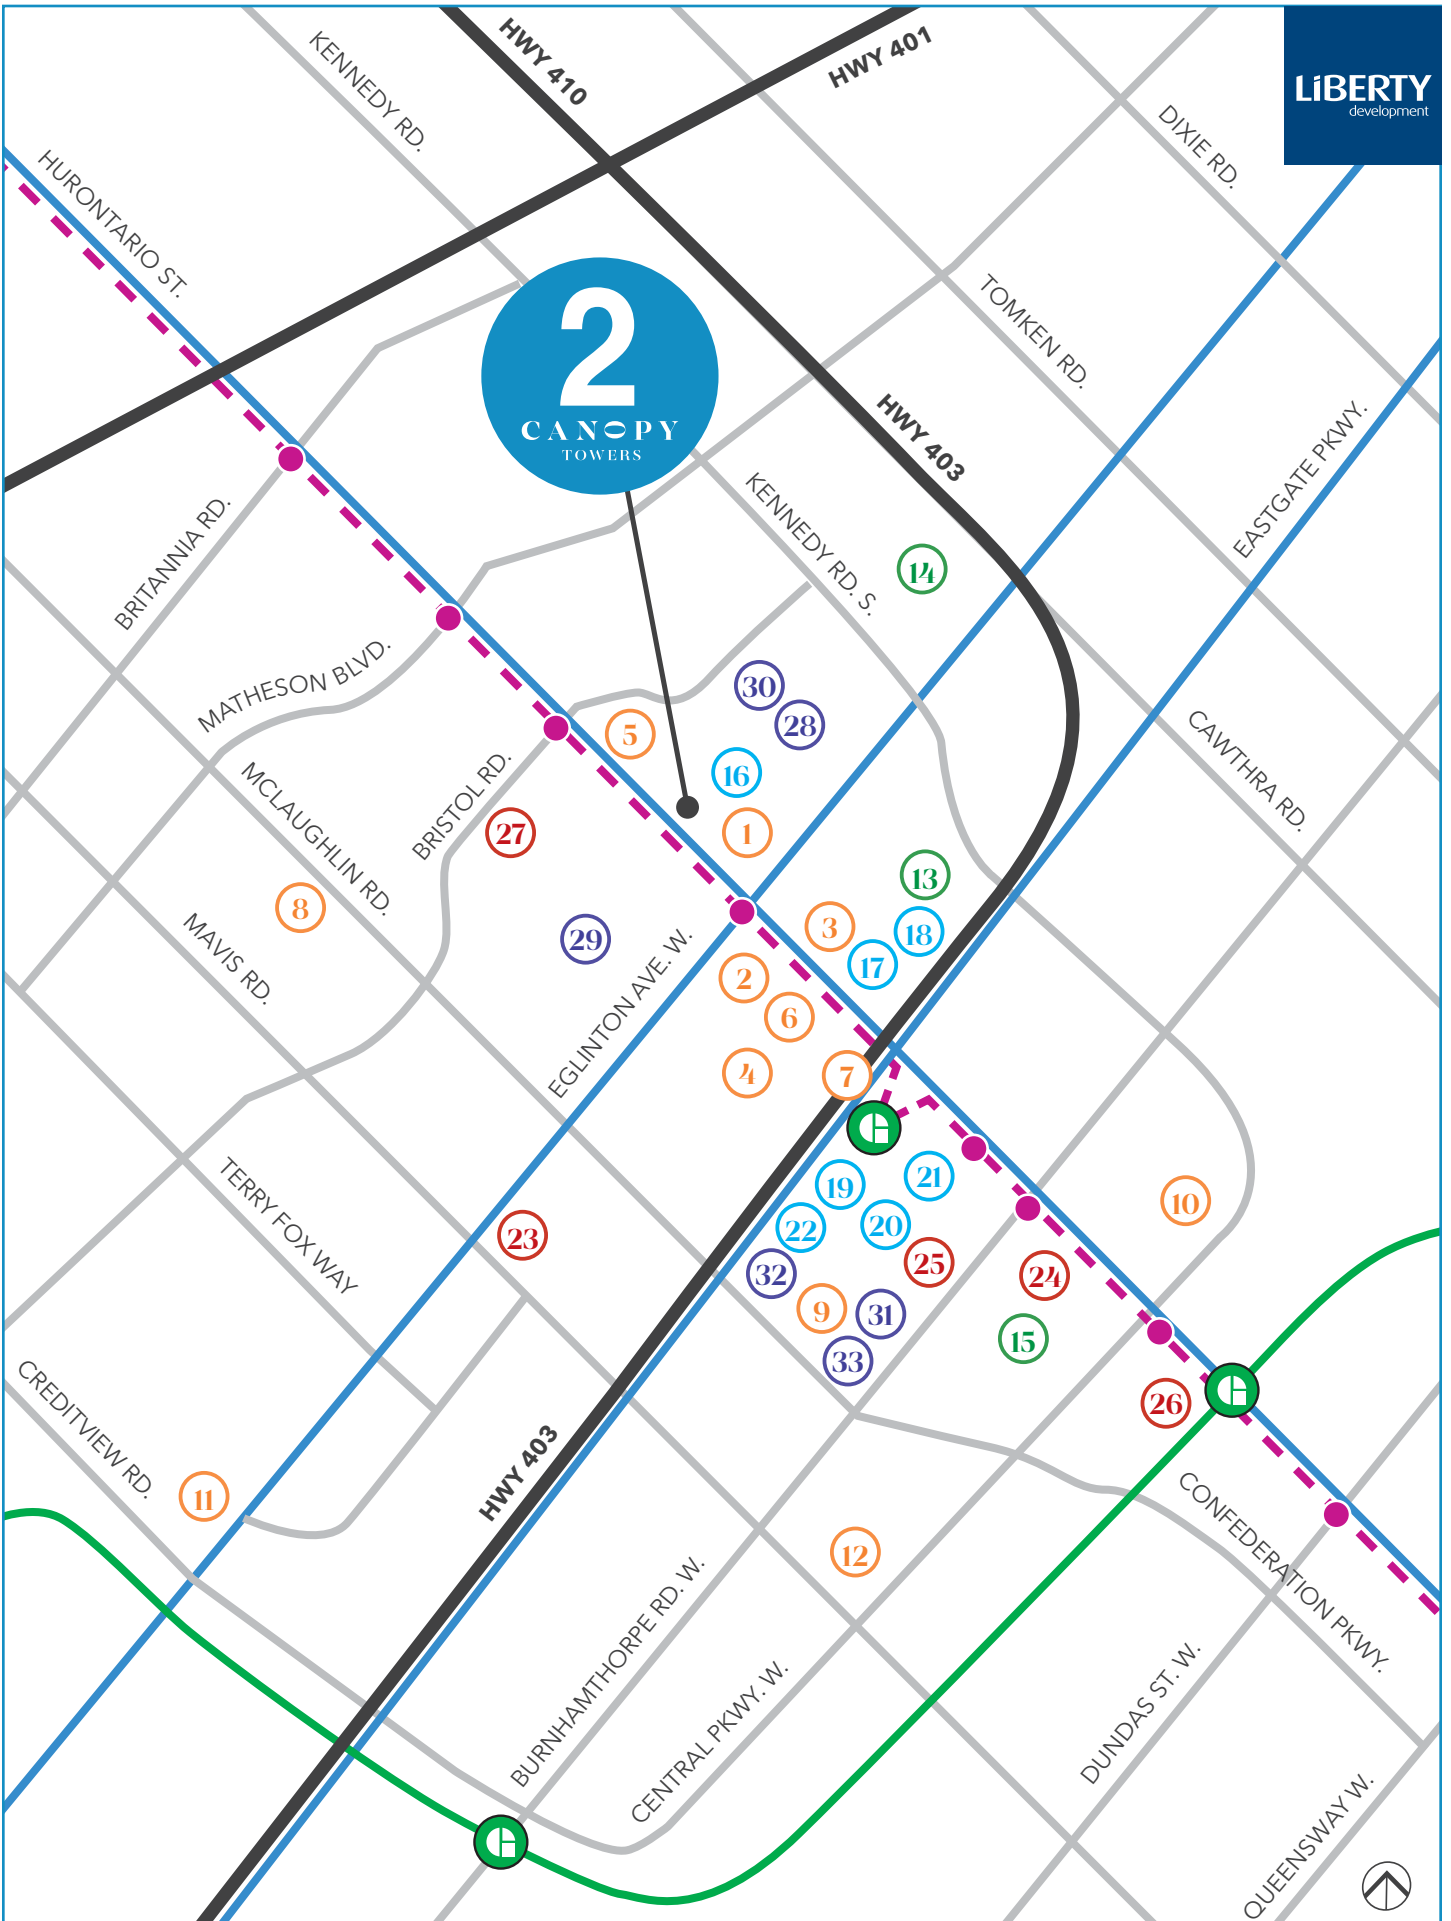 HWY 410
HWY 401
KENNEDY RD.
LiBERTY
development
DIXIE RD.
HURONTARIO ST.
TOMKEN RD.
2
CANOPY
TOWERS
HWY 403
EASTGATE PKWY.
KENNEDY RD. S.
BRITANNIA RD.
14
MATHESON BLVD.
30
28
5
16
CAWTHRA RD.
MCLAUGHLIN RD.
BRISTOL RD.
27
1
13
8
3
18
29
MAVIS RD.
17
EGLINTON AVE. W.
2
6
4
7
TERRY FOX WAY
19
21
10
23
22
20
25
32
24
9
31
15
33
CREDITVIEW RD.
26
HWY 403
11
CONFEDERATION PKWY.
12
BURNHAMTHORPE RD. W.
CENTRAL PKWY. W.
DUNDAS ST. W.
QUEENSWAY W.